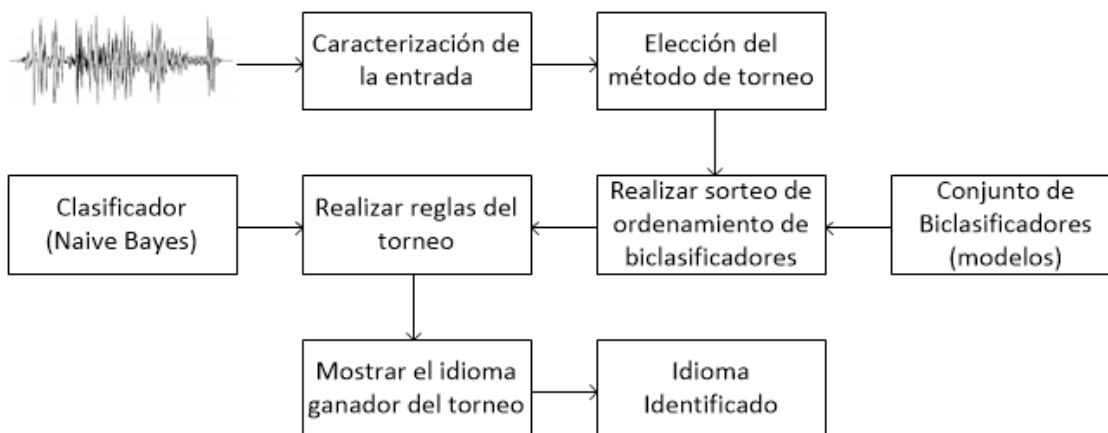 Caracterización de
la entrada
Elección del
método de torneo
Clasificador
(Naive Bayes)
Realizar reglas del
torneo
Realizar sorteo de
ordenamiento de
biclasificadores
Conjunto de
Biclasificadores
(modelos)
Mostrar el idioma
ganador del torneo
Idioma
Identificado